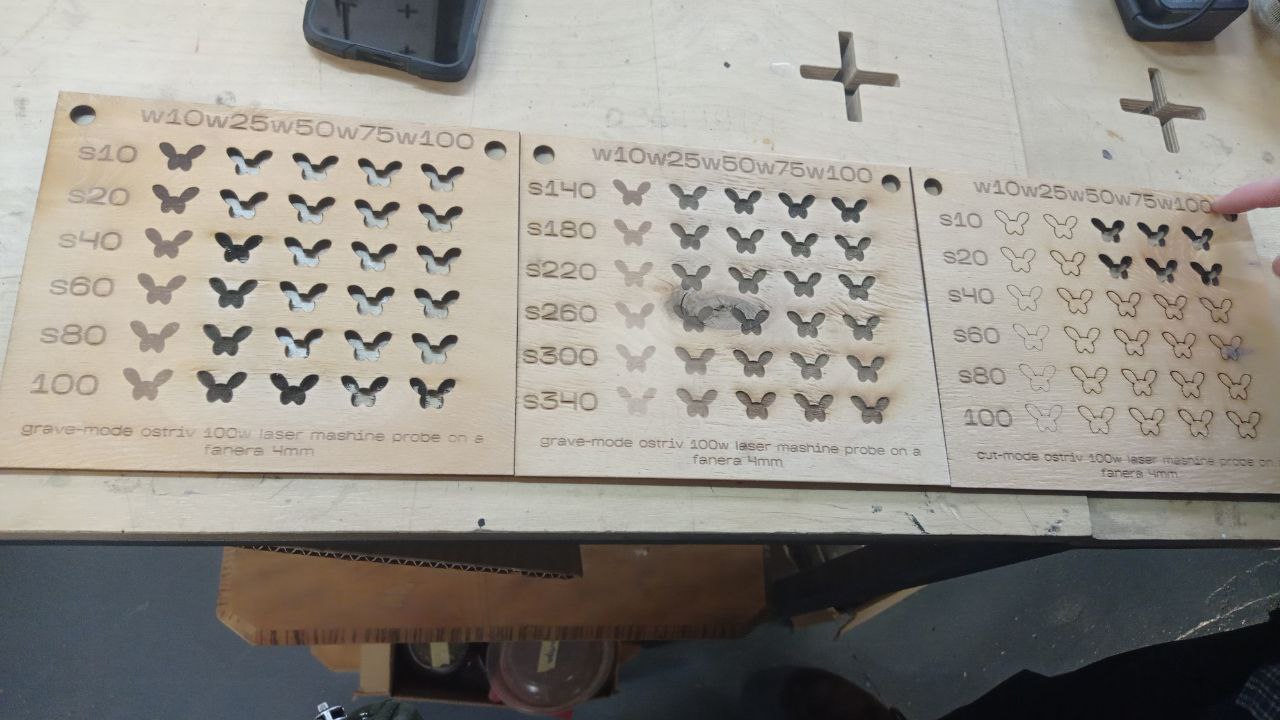 w10w25w50w75w100
s10
s20
s40
s60
s80
100
grave-mode ostriv 100w laser mashine probe on a
fanera 4mm
w10w25w50w75w100
s140
s180
s220
s260
s300
s340
grave-mode ostriv 100w laser mashine probe on a
fanera 4mm
w10w25w50w75w100
s10
s20
s40
s60
s80
100
cut-mode ostriv 100w laser mashine probe on
fanera 4mm